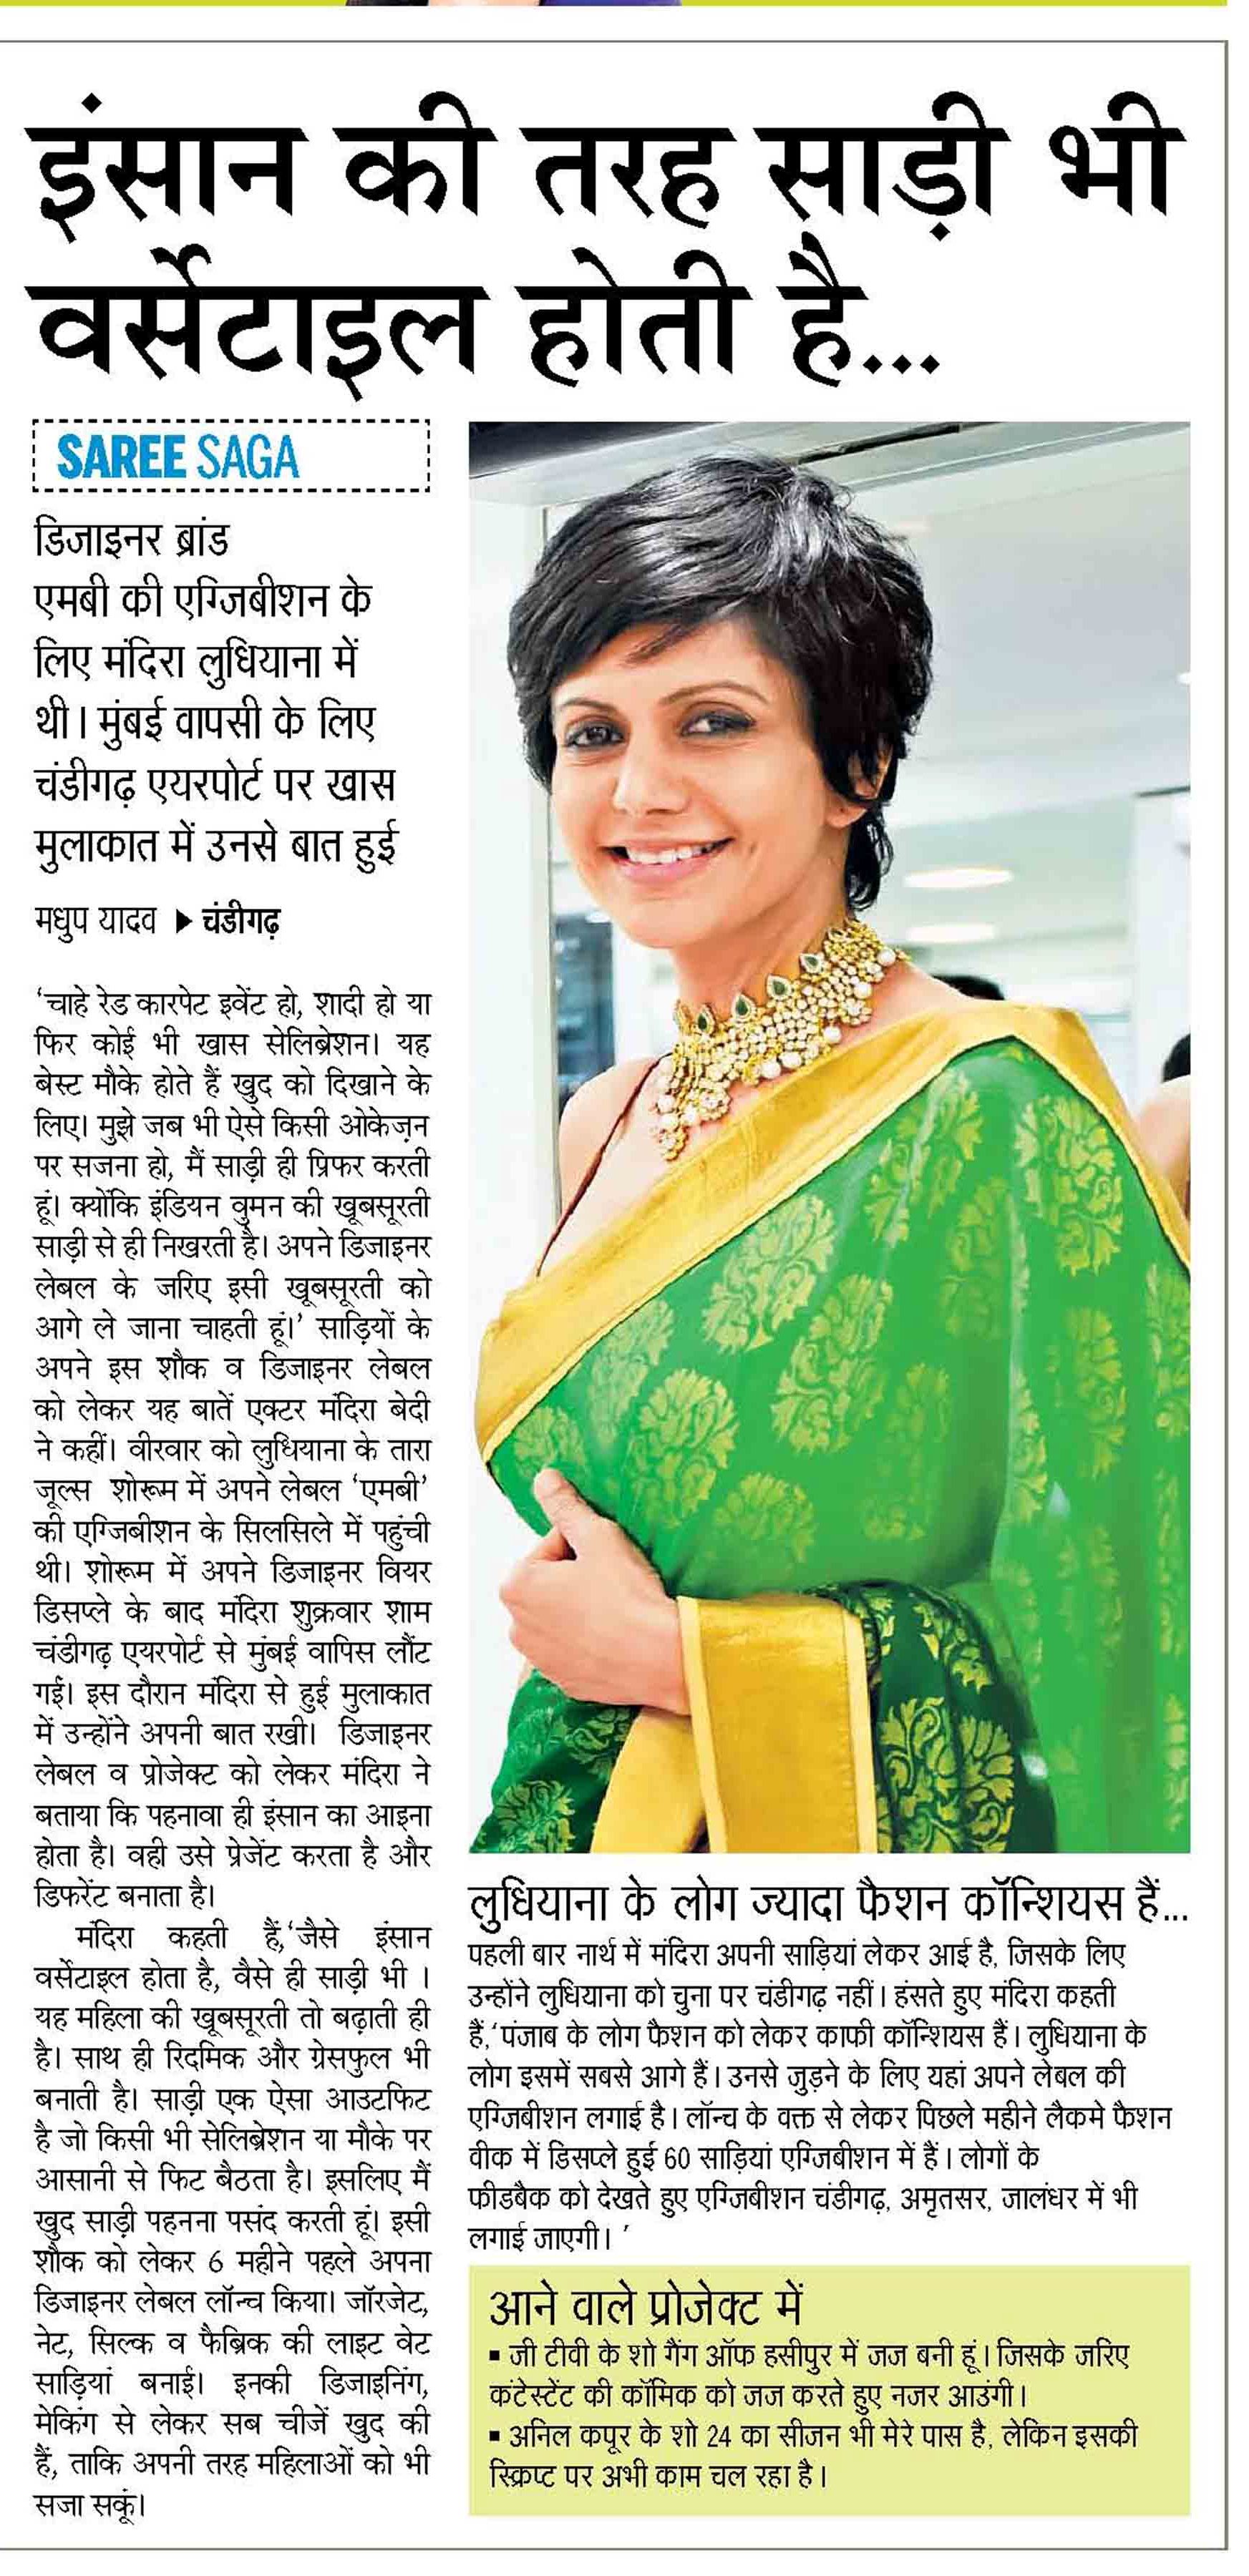 इंसान की तरह साड़ी भी
वर्सेटाइल होती है...
SAREE SAGA
डिजाइनर ब्रांड
एमबी की एग्जिबीशन के
लिए मंदिरा लुधियाना में
थी। मुंबई वापसी के लिए
चंडीगढ़ एयरपोर्ट पर खास
मुलाकात में उनसे बात हुई
मधुप यादव ▶ चंडीगढ़
‘चाहे रेड कारपेट इवेंट हो, शादी हो या
फिर कोई भी खास सेलिब्रेशन। यह
बेस्ट मौके होते हैं खुद को दिखाने के
लिए। मुझे जब भी ऐसे किसी ओकेज़न
पर सजना हो, मैं साड़ी ही प्रिफर करती
हूं। क्योंकि इंडियन वुमन की खूबसूरती
साड़ी से ही निखरती है। अपने डिजाइनर
लेबल के जरिए इसी खूबसूरती को
आगे ले जाना चाहती हूं।’ साड़ियों के
अपने इस शौक व डिजाइनर लेबल
को लेकर यह बातें एक्टर मंदिरा बेदी
ने कहीं। वीरवार को लुधियाना के तारा
जूल्स शोरूम में अपने लेबल ‘एमबी’
की एग्जिबीशन के सिलसिले में पहुंची
थी। शोरूम में अपने डिजाइनर वियर
डिसप्ले के बाद मंदिरा शुक्रवार शाम
चंडीगढ़ एयरपोर्ट से मुंबई वापिस लौट
गई। इस दौरान मंदिरा से हुई मुलाकात
में उन्होंने अपनी बात रखी। डिजाइनर
लेबल व प्रोजेक्ट को लेकर मंदिरा ने
बताया कि पहनावा ही इंसान का आइना
होता है। वही उसे प्रेजेंट करता है और
डिफरेंट बनाता है।
मंदिरा कहती हैं,‘जैसे इंसान
वर्सेटाइल होता है, वैसे ही साड़ी भी ।
यह महिला की खूबसूरती तो बढ़ाती ही
है। साथ ही रिदमिक और ग्रेसफुल भी
बनाती है। साड़ी एक ऐसा आउटफिट
है जो किसी भी सेलिब्रेशन या मौके पर
आसानी से फिट बैठता है। इसलिए मैं
खुद साड़ी पहनना पसंद करती हूं। इसी
शौक को लेकर 6 महीने पहले अपना
डिजाइनर लेबल लॉन्च किया। जॉरजेट,
नेट, सिल्क व फैब्रिक की लाइट वेट
साड़ियां बनाई। इनकी डिजाइनिंग,
मेकिंग से लेकर सब चीजें खुद की
हैं, ताकि अपनी तरह महिलाओं को भी
सजा सकूं।
लुधियाना के लोग ज्यादा फैशन कॉन्शियस हैं...
पहली बार नार्थ में मंदिरा अपनी साड़ियां लेकर आई है, जिसके लिए
उन्होंने लुधियाना को चुना पर चंडीगढ़ नहीं। हंसते हुए मंदिरा कहती
हैं,‘पंजाब के लोग फैशन को लेकर काफी कॉन्शियस हैं। लुधियाना के
लोग इसमें सबसे आगे हैं। उनसे जुड़ने के लिए यहां अपने लेबल की
एग्जिबीशन लगाई है। लॉन्च के वक्त से लेकर पिछले महीने लैकमे फैशन
वीक में डिसप्ले हुई 60 साड़ियां एग्जिबीशन में हैं। लोगों के
फीडबैक को देखते हुए एग्जिबीशन चंडीगढ़, अमृतसर, जालंधर में भी
लगाई जाएगी। ’
आने वाले प्रोजेक्ट में
▪ जी टीवी के शो गैंग ऑफ हसीपुर में जज बनी हूं। जिसके जरिए
कंटेस्टेंट की कॉमिक को जज करते हुए नजर आउंगी।
▪ अनिल कपूर के शो 24 का सीजन भी मेरे पास है, लेकिन इसकी
स्क्रिप्ट पर अभी काम चल रहा है।